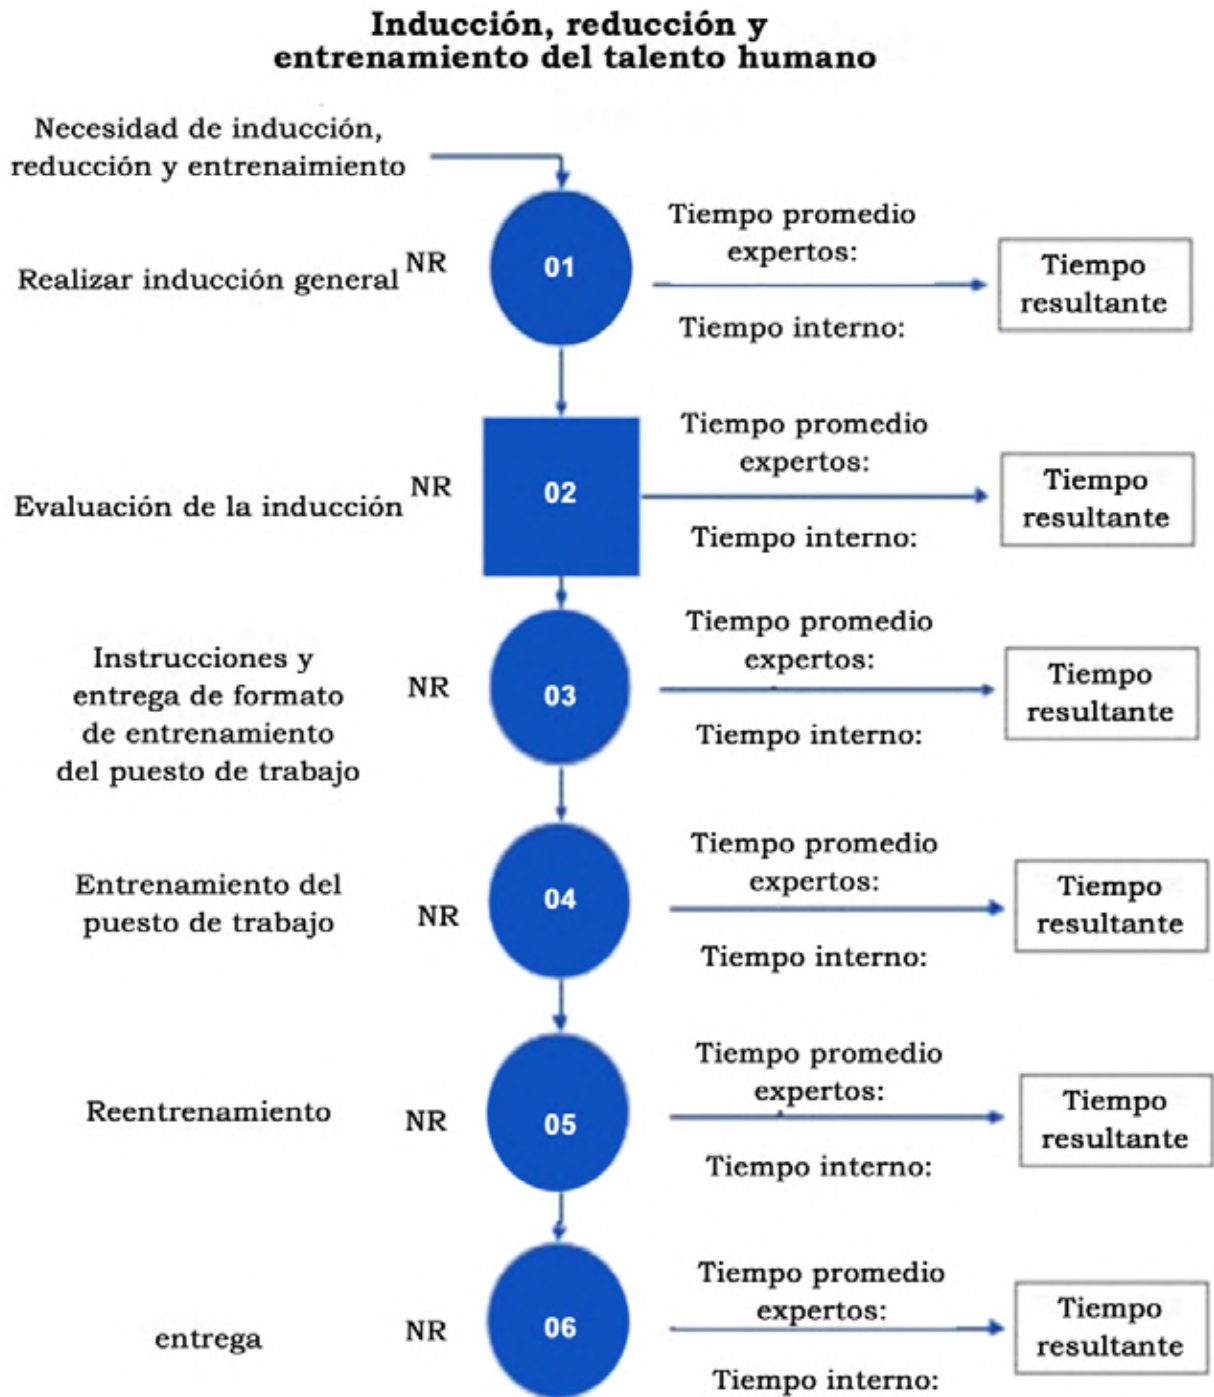 Inducción, reducción y
entrenamiento del talento humano
Necesidad de inducción,
reducción y entrenaimiento
Realizar inducción general
NR
01
Tiempo promedio
expertos:
Tiempo interno:
Tiempo
resultante
Evaluación de la inducción
NR
02
Tiempo promedio
expertos:
Tiempo interno:
Tiempo
resultante
Instrucciones y
entrega de formato
de entrenamiento
del puesto de trabajo
NR
03
Tiempo promedio
expertos:
Tiempo interno:
Tiempo
resultante
Entrenamiento del
puesto de trabajo
NR
04
Tiempo promedio
expertos:
Tiempo interno:
Tiempo
resultante
Reentrenamiento
NR
05
Tiempo promedio
expertos:
Tiempo interno:
Tiempo
resultante
entrega
NR
06
Tiempo promedio
expertos:
Tiempo interno:
Tiempo
resultante